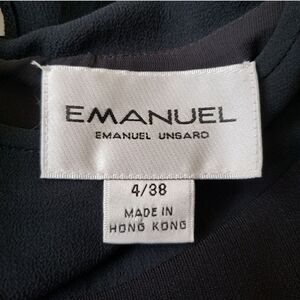 EMANUEL
EMANUEL UNGARO
4/38
MADE IN
HONG KONG